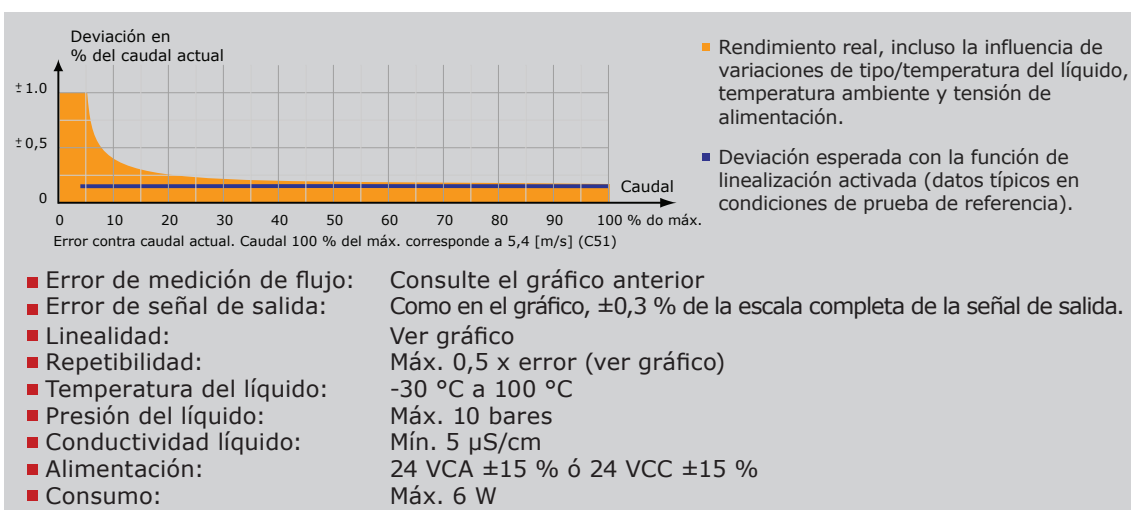 Deviación en
% del caudal actual
± 1.0
± 0,5
0
Caudal
0 10 20 30 40 50 60 70 80 90 100 % do máx.
Error contra caudal actual. Caudal 100 % del máx. corresponde a 5,4 [m/s] (C51)
Rendimiento real, incluso la influencia de
variaciones de tipo/temperatura del líquido,
temperatura ambiente y tensión de
alimentación.
Deviación esperada con la función de
linealización activada (datos típicos en
condiciones de prueba de referencia).
Error de medición de flujo: Consulte el gráfico anterior
Error de señal de salida: Como en el gráfico, ±0,3 % de la escala completa de la señal de salida.
Linealidad: Ver gráfico
Repetibilidad: Máx. 0,5 x error (ver gráfico)
Temperatura del líquido: -30 °C a 100 °C
Presión del líquido: Máx. 10 bares
Conductividad líquido: Mín. 5 µS/cm
Alimentación: 24 VCA ±15 % ó 24 VCC ±15 %
Consumo: Máx. 6 W